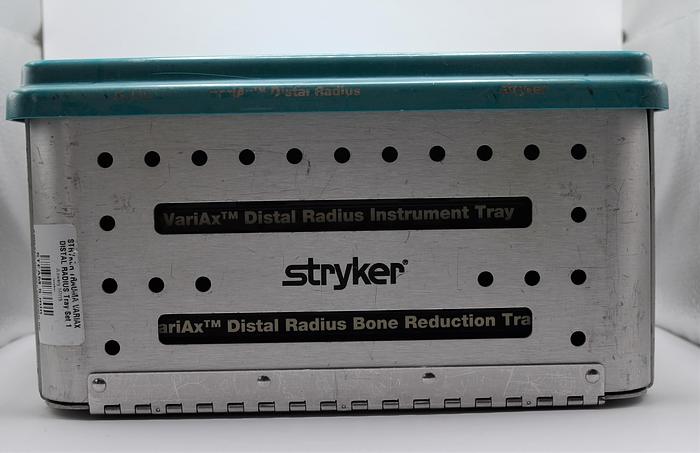 VariAx™ Distal Radius
stryker
VariAx™ Distal Radius Instrument Tray
stryker®
ariAx™ Distal Radius Bone Reduction Tra
DISTAL RADIUS Tray Set 1